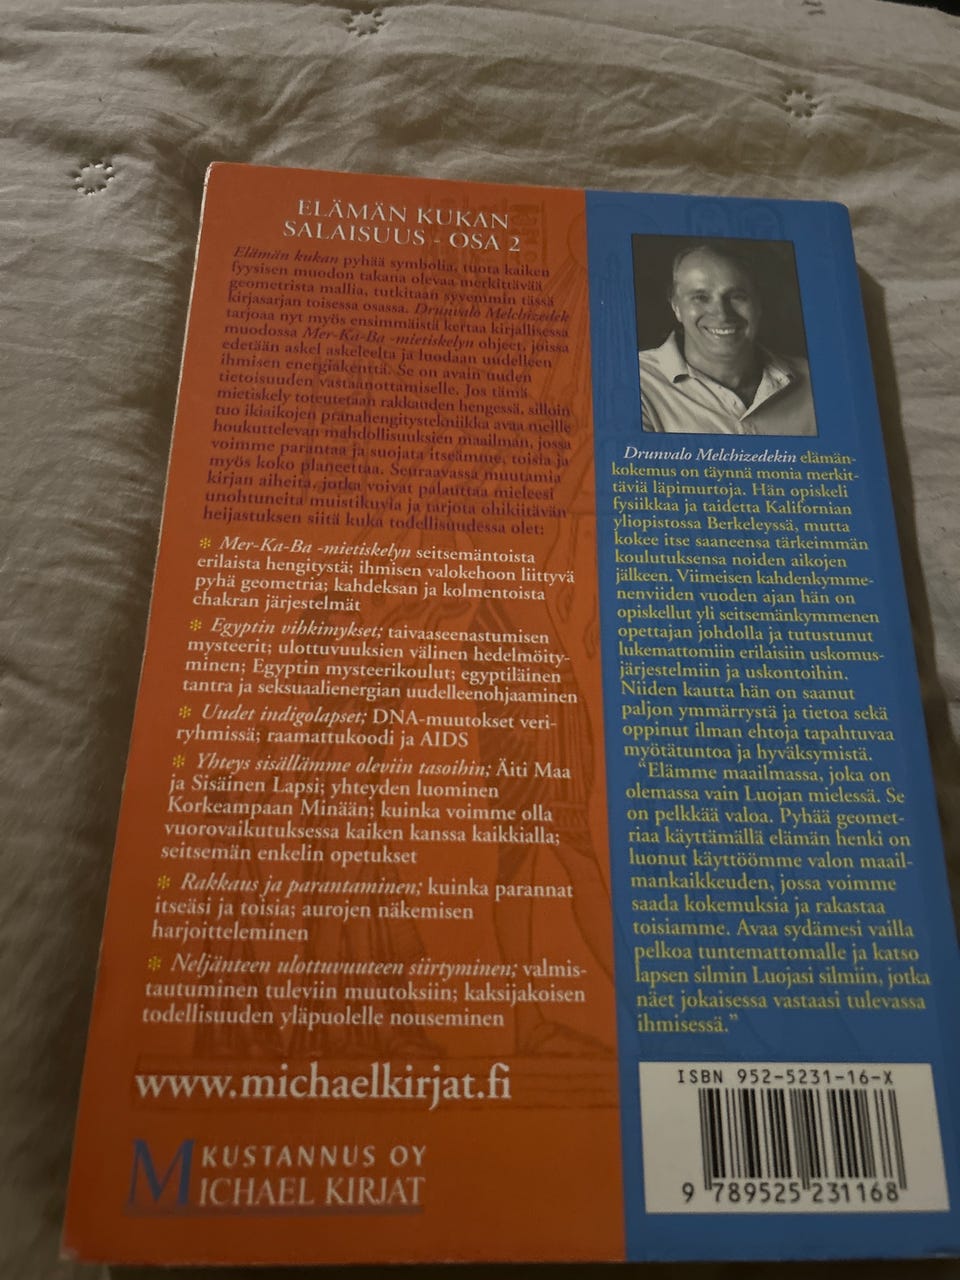 ELÄMÄN KUKAN
SALAISUUS - OSA 2
Elämän kukan pyhää symbolia, tuota kaiken
fyysisen muodon takana olevaa merkittävää
geometrista mallia, tutkitaan syvemmin tässä
kirjasarjan toisessa osassa. Drunvalo Melchizedek
tarjoaa nyt myös ensimmäistä kertaa kirjallisessa
muodossa Mer-Ka-Ba -mietiskelyn ohjeet, joissa
edetään askel askeleelta ja luodaan uudelleen
ihmisen energiakenttä. Se on avain uuden
tietoisuuden vastaanottamiselle. Jos tämä
mietiskely toteutetaan rakkauden hengessä, silloin
tuo ikiaikojen pranahengitystekniikka avaa meille
houkuttelevan mahdollisuuksien maailman, jossa
voimme parantaa ja suojata itseämme, toisia ja
myös koko planeettaa. Seuraavassa muutamia
kirjan aiheita, jotka voivat palauttaa mieleesi
unohtuneita muistikuvia ja tarjota ohikiitävän
heijastuksen siitä kuka todellisuudessa olet:
* Mer-Ka-Ba -mietiskelyn seitsemäntoista
erilaista hengitystä; ihmisen valokehoon liittyvä
pyhä geometria; kahdeksan ja kolmentoista
chakran järjestelmät
* Egyptin vihkimykset; taivaaseenastumisen
mysteerit; ulottuvuuksien välinen hedelmöity-
minen; Egyptin mysteerikoulut; egyptiläinen
tantra ja seksuaalienergian uudelleenohjaaminen
* Uudet indigolapset; DNA-muutokset veri-
ryhmissä; raamattukoodi ja AIDS
* Yhteys sisällämme oleviin tasoihin; Äiti Maa
ja Sisäinen Lapsi; yhteyden luominen
Korkeampaan Minään; kuinka voimme olla
vuorovaikutuksessa kaiken kanssa kaikkialla;
seitsemän enkelin opetukset
* Rakkaus ja parantaminen; kuinka parannat
itseäsi ja toisia; aurojen näkemisen
harjoitteleminen
* Neljänteen ulottuvuuteen siirtyminen; valmis-
tautuminen tuleviin muutoksiin; kaksijakoisen
todellisuuden yläpuolelle nouseminen
www.michaelkirjat.fi
KUSTANNUS OY
MICHAEL KIRJAT
Drunvalo Melchizedekin elämän-
kokemus on täynnä monia merkit-
täviä läpimurtoja. Hän opiskeli
fysiikkaa ja taidetta Kalifornian
yliopistossa Berkeleyssä, mutta
kokee itse saaneensa tärkeimmän
koulutuksensa noiden aikojen
jälkeen. Viimeisen kahdenkymme-
nenviiden vuoden ajan hän on
opiskellut yli seitsemänkymmenen
opettajan johdolla ja tutustunut
lukemattomiin erilaisiin uskomus-
järjestelmiin ja uskontoihin.
Niiden kautta hän on saanut
paljon ymmärrystä ja tietoa sekä
oppinut ilman ehtoja tapahtuvaa
myötätuntoa ja hyväksymistä.
"Elämme maailmassa, joka on
olemassa vain Luojan mielessä. Se
on pelkkää valoa. Pyhää geomet-
riaa käyttämällä elämän henki on
luonut käyttöömme valon maail-
mankaikkeuden, jossa voimme
saada kokemuksia ja rakastaa
toisiamme. Avaa sydämesi vailla
pelkoa tuntemattomalle ja katso
lapsen silmin Luojasi silmiin, jotka
näet jokaisessa vastaasi tulevassa
ihmisessä."
ISBN 952-5231-16-X
9 789525 231168